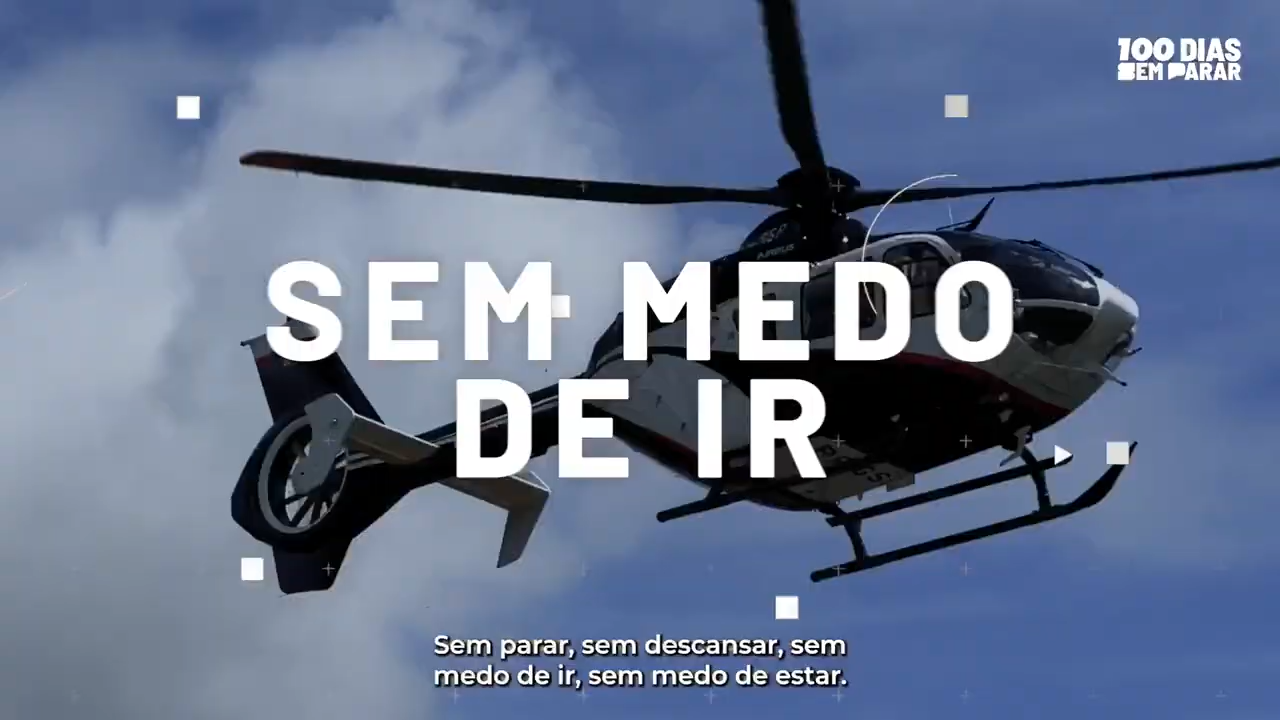 100 DIAS
SEM PARAR
SEM MEDO
DE IR
Sem parar, sem descansar, sem
medo de ir, sem medo de estar.